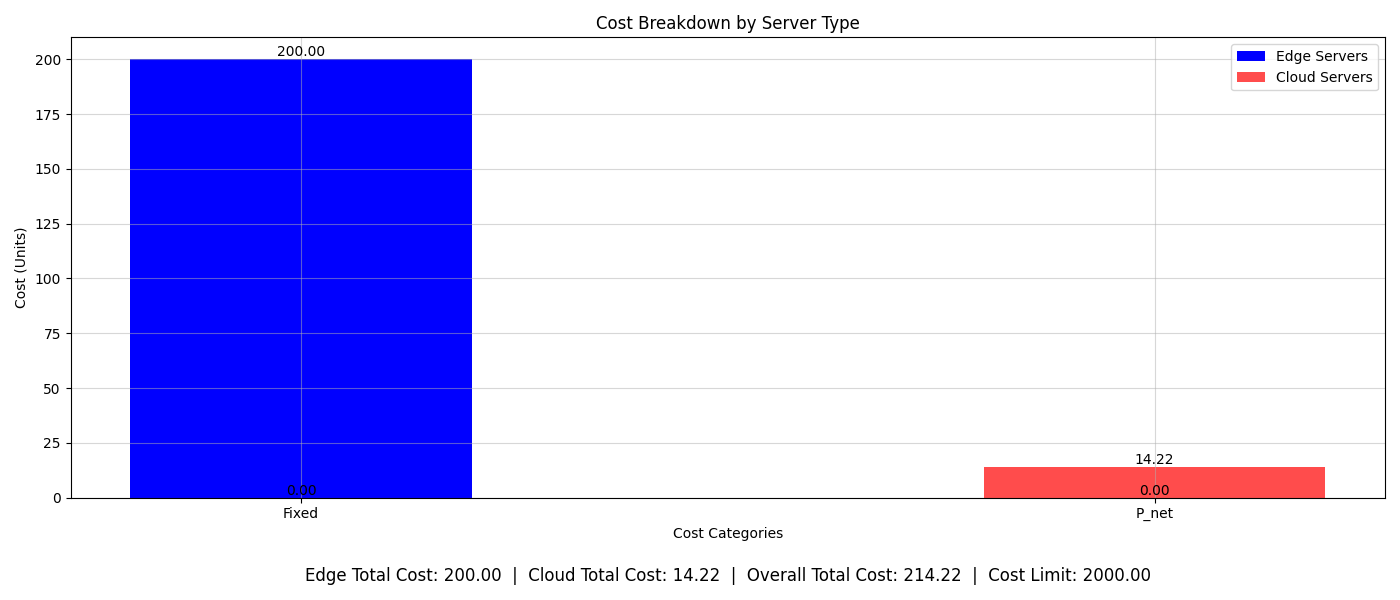 Cost Breakdown by Server Type
200.00
Edge Servers
Cloud Servers
200
175
150
125
100
75
50
25
0
Cost (Units)
14.22
0.00
0.00
Fixed
P_net
Cost Categories
Edge Total Cost: 200.00 | Cloud Total Cost: 14.22 | Overall Total Cost: 214.22 | Cost Limit: 2000.00